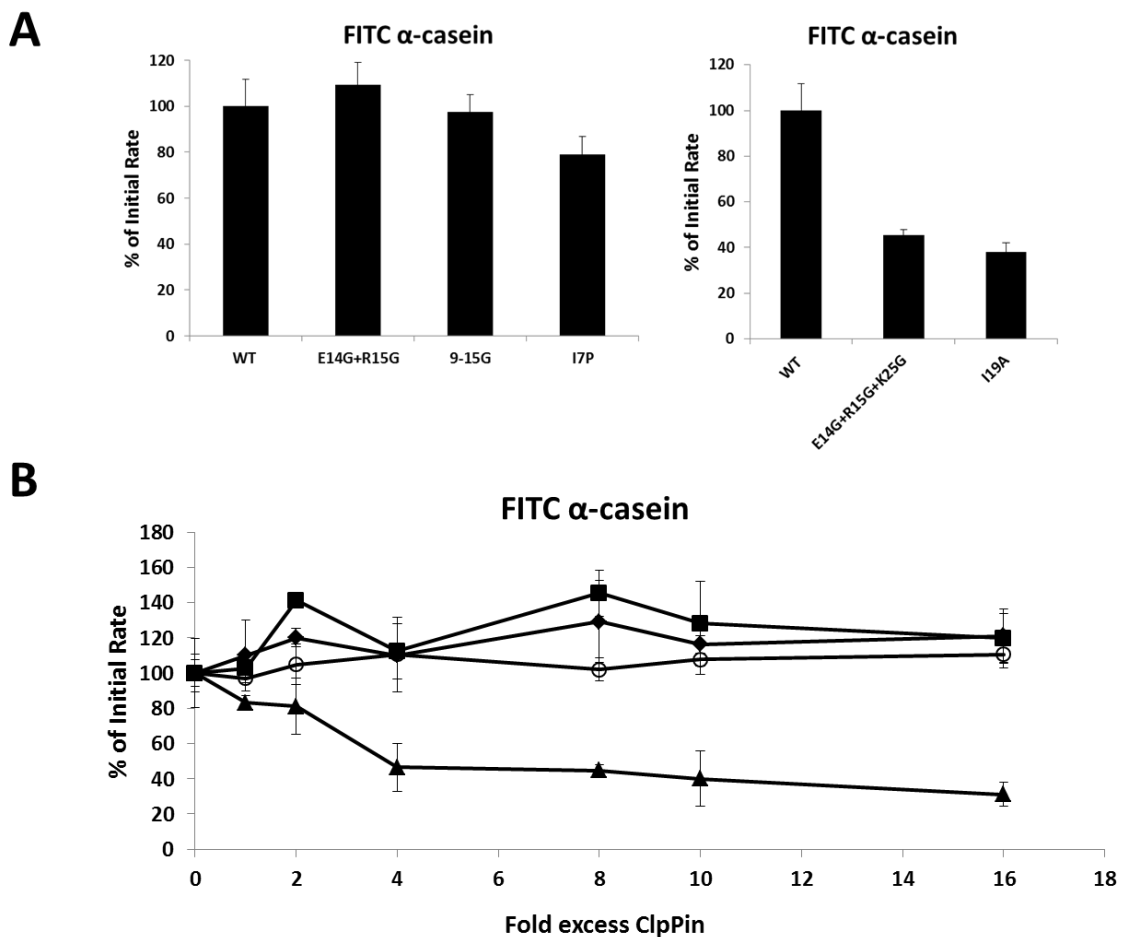 A
FITC α-casein
% of Initial Rate
120
100
80
60
40
20
0
WT E14G+R15G 9-15G I7P
FITC α-casein
% of Initial Rate
120
100
80
60
40
20
0
WT E14G+R15G+K25G I19A
B
FITC α-casein
% of Initial Rate
180
160
140
120
100
80
60
40
20
0
0 2 4 6 8 10 12 14 16 18
Fold excess ClpPin